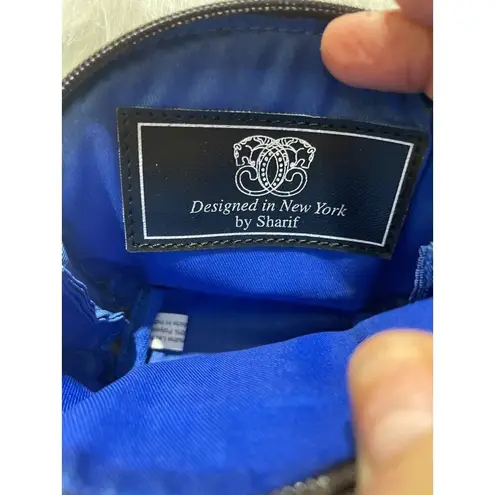 Designed in New York
by Sharif